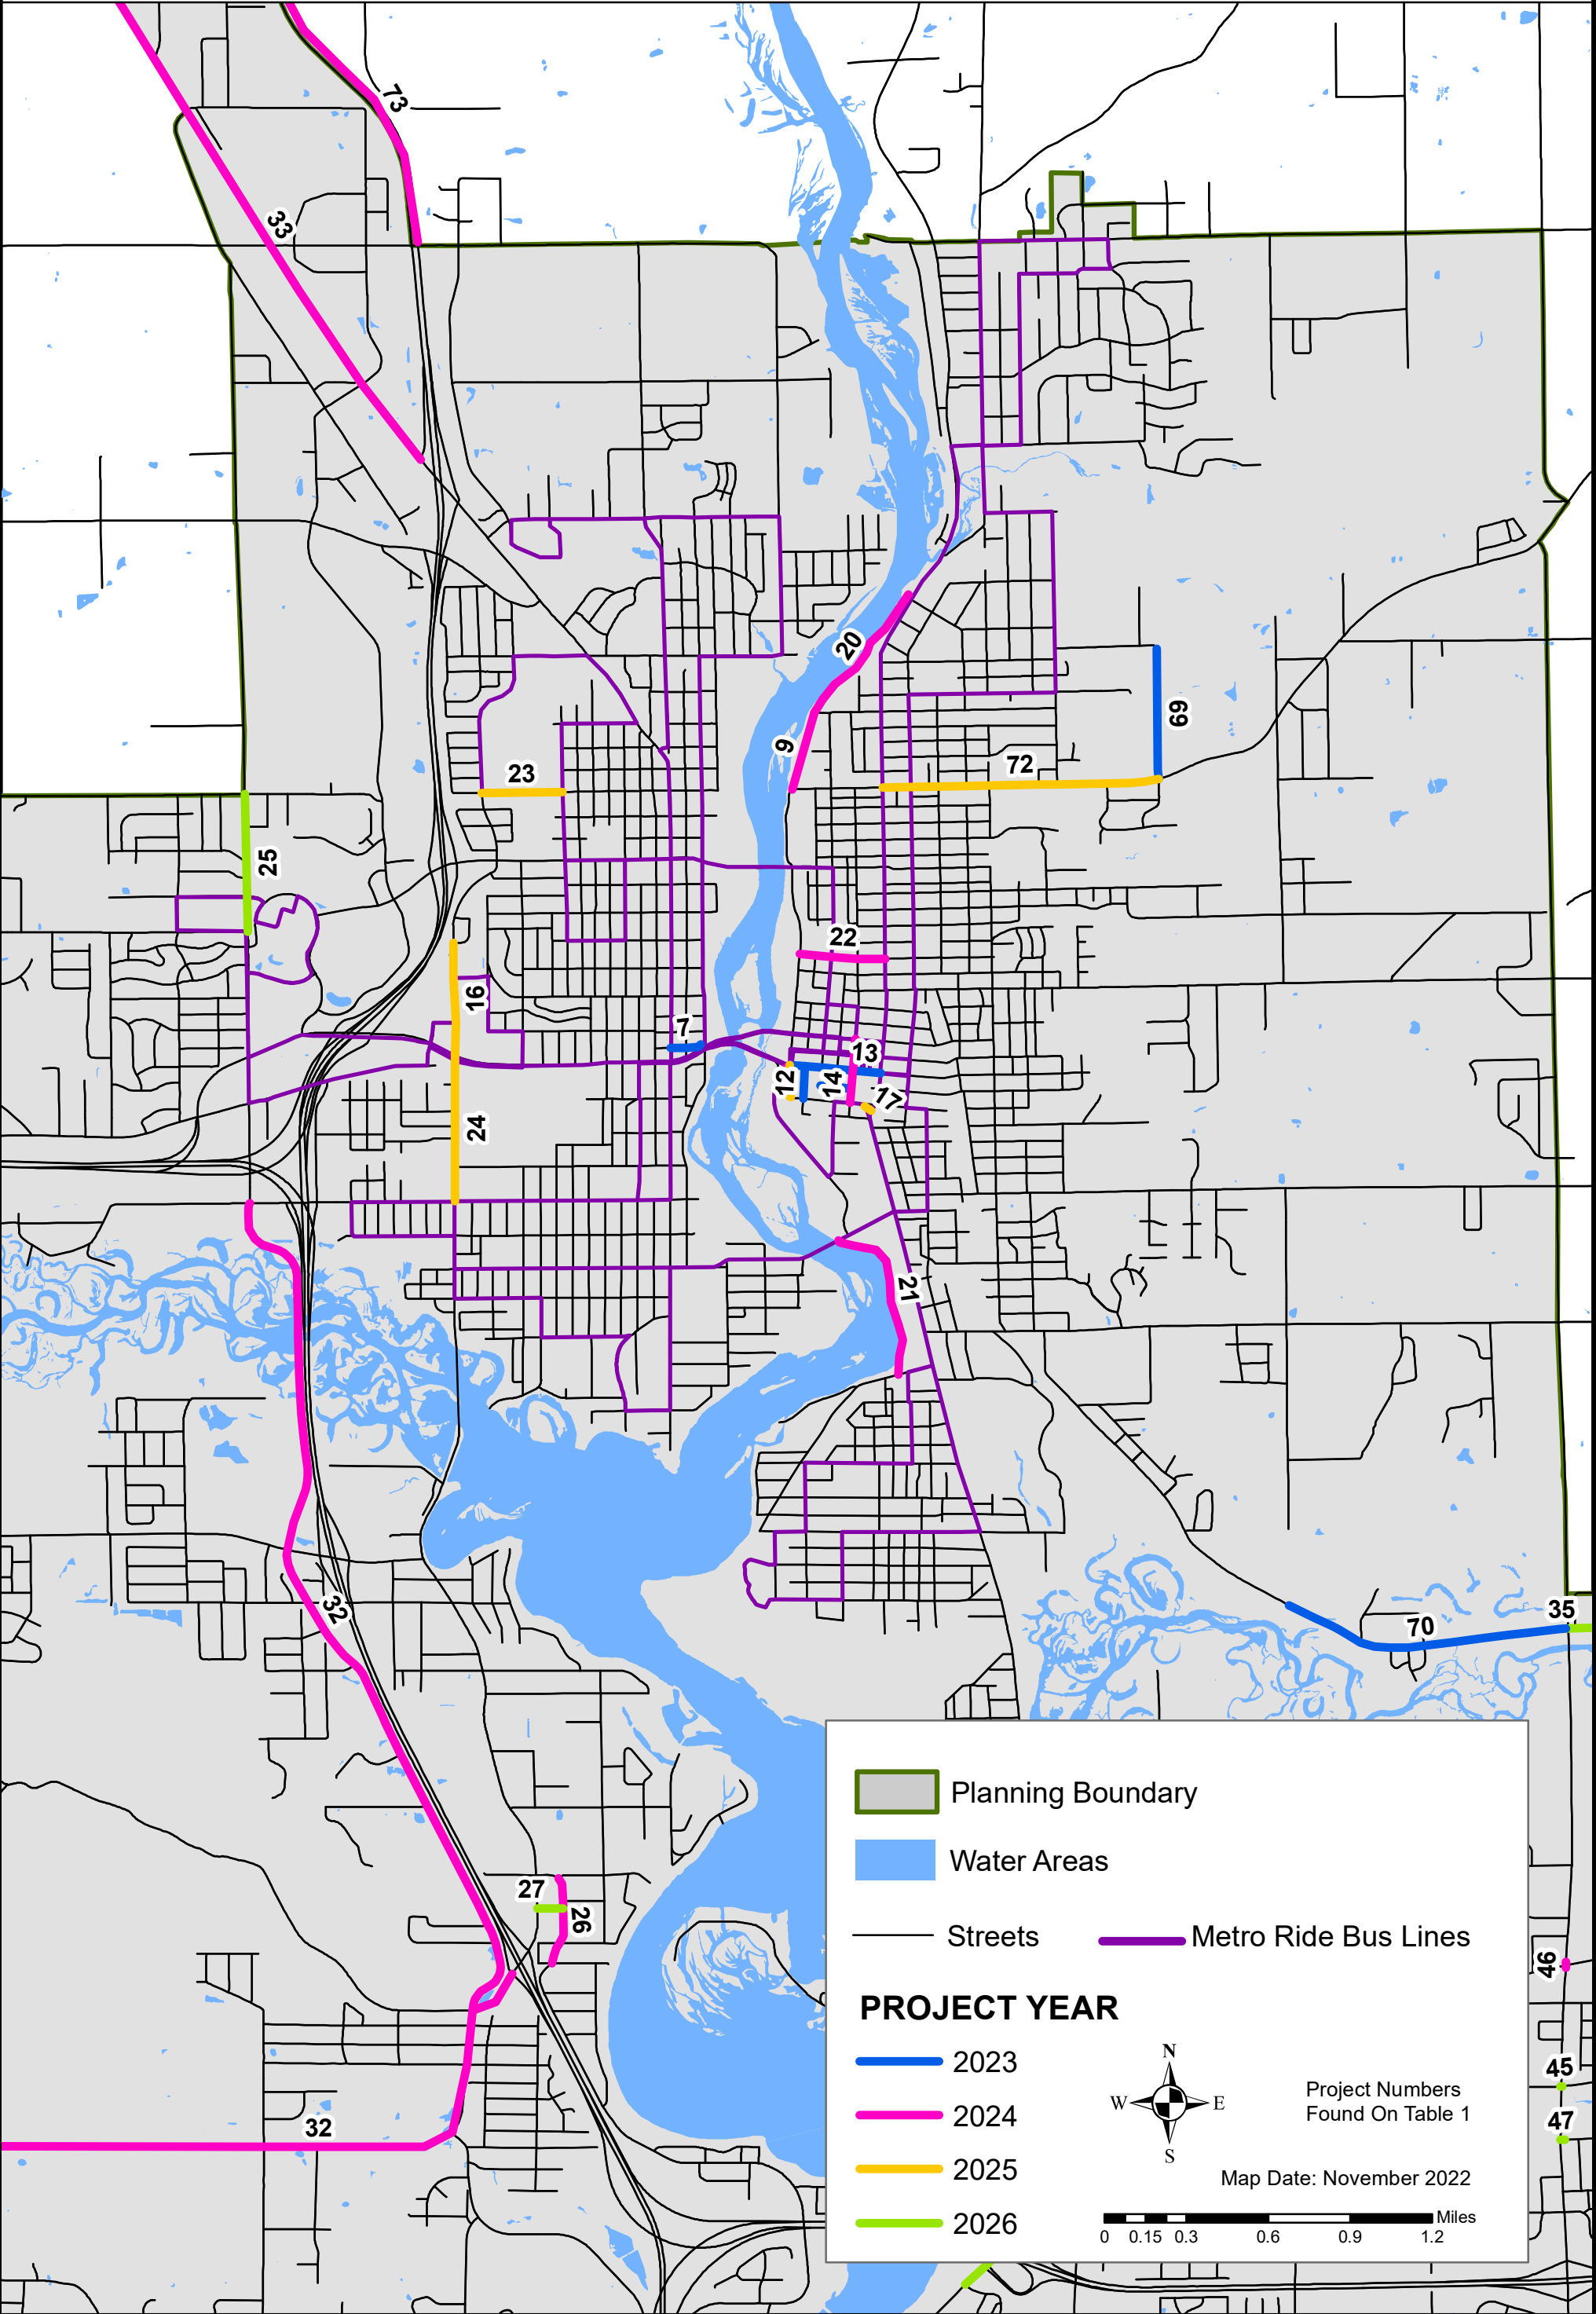 73
33
20
69
9
72
23
25
22
16
7
13
12
14
17
24
21
32
35
70
27
26
46
32
45
47
Planning Boundary
Water Areas
Streets
Metro Ride Bus Lines
PROJECT YEAR
2023
2024
2025
2026
N
W
E
S
Project Numbers
Found On Table 1
Map Date: November 2022
Miles
0 0.15 0.3 0.6 0.9 1.2